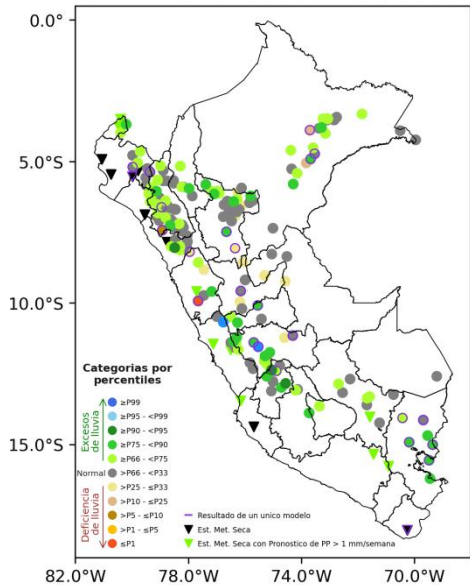 0.0°
5.0°S
10.0°S
15.0°S
82.0°W
78.0°W
74.0°W
70.0°W
Categorias por
percentiles
Excesos
de lluvia
≥P99
≥P95 - <P99
≥P90 - <P95
≥P75 - <P90
≥P66 - <P75
Normal
>P66 - <P33
>P25 - ≤P33
>P10 - ≤P25
>P5 - ≤P10
>P1 - ≤P5
≤P1
Deficiencia
de lluvia
Resultado de un unico modelo
Est. Met. Seca
Est. Met. Seca con Pronostico de PP > 1 mm/semana